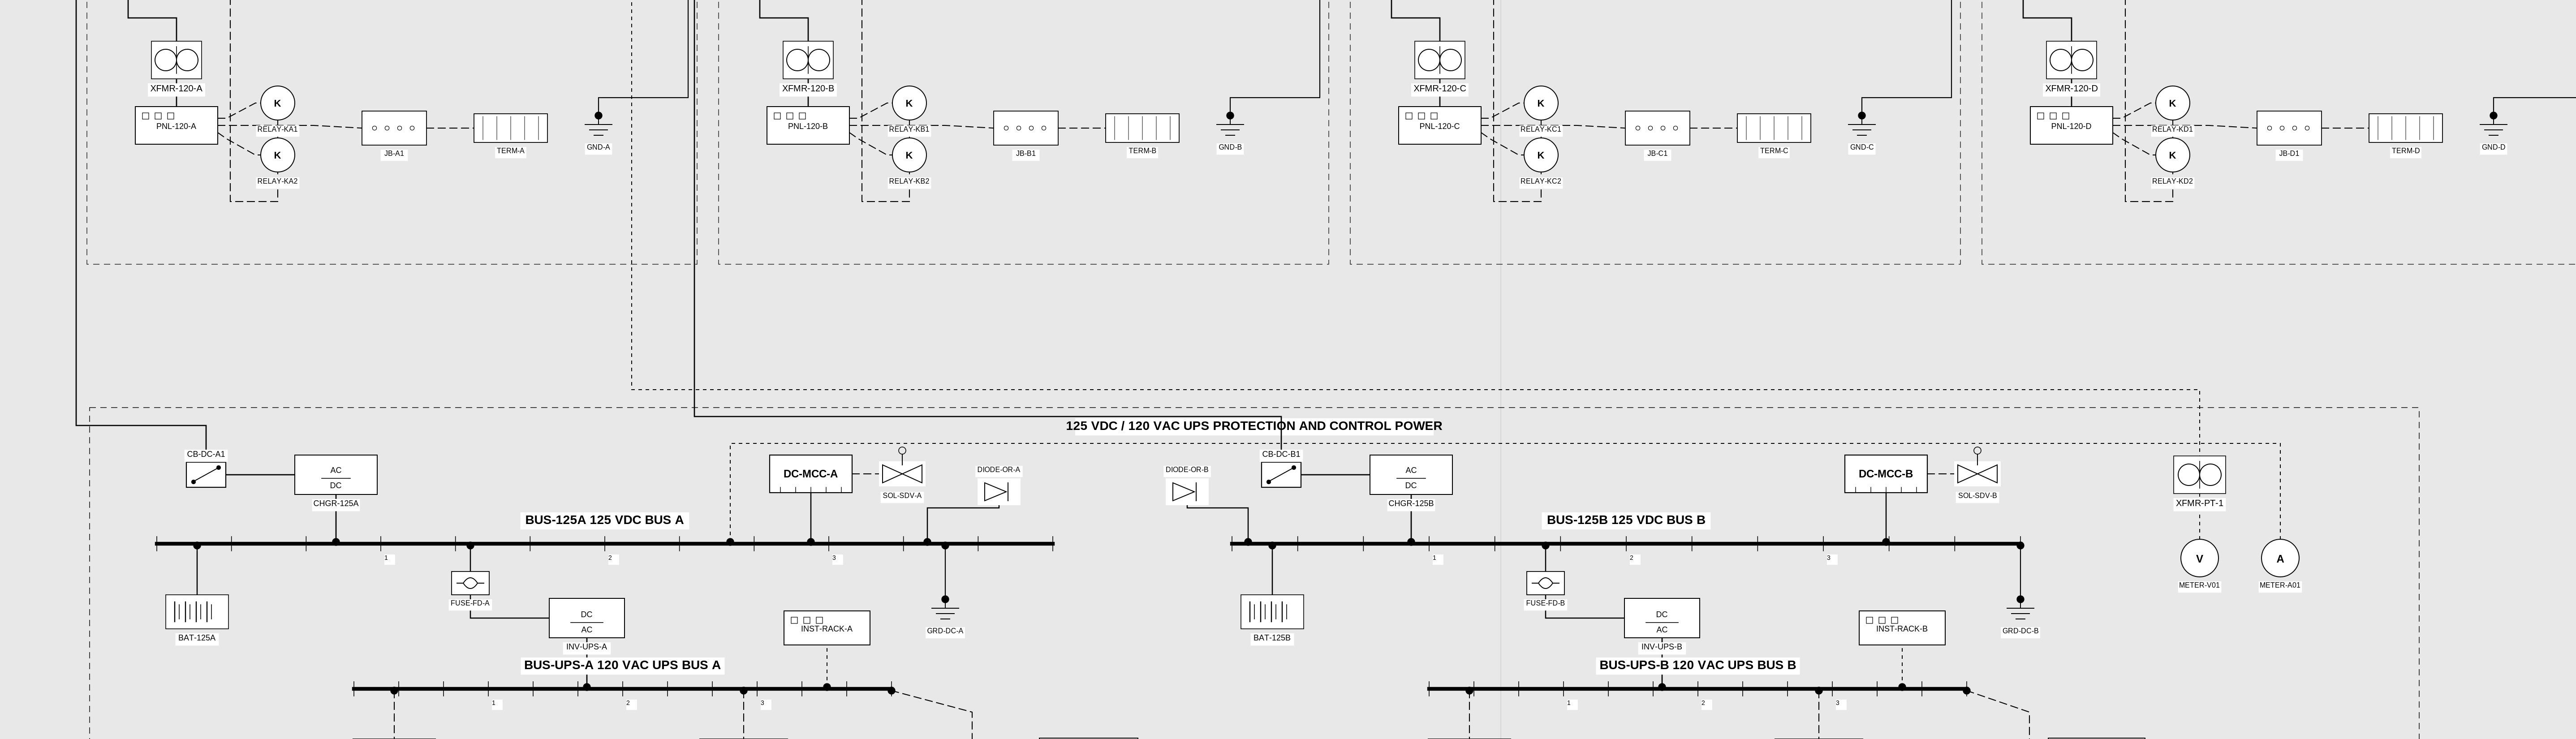 XFMR-120-A
XFMR-120-B
XFMR-120-C
XFMR-120-D
K
K
K
K
PNL-120-A
RELAY-KA1
PNL-120-B
RELAY-KB1
PNL-120-C
RELAY-KC1
PNL-120-D
RELAY-KD1
JB-A1
TERM-A
GND-A
JB-B1
TERM-B
GND-B
JB-C1
TERM-C
GND-C
JB-D1
TERM-D
GND-D
K
K
K
K
RELAY-KA2
RELAY-KB2
RELAY-KC2
RELAY-KD2
125 VDC / 120 VAC UPS PROTECTION AND CONTROL POWER
CB-DC-A1
CB-DC-B1
AC
DC
CHGR-125A
DC-MCC-A
SOL-SDV-A
DIODE-OR-A
DIODE-OR-B
AC
DC
CHGR-125B
DC-MCC-B
SOL-SDV-B
XFMR-PT-1
BUS-125A 125 VDC BUS A
BUS-125B 125 VDC BUS B
1
2
3
1
2
3
V
A
METER-V01
METER-A01
FUSE-FD-A
FUSE-FD-B
BAT-125A
DC
AC
INV-UPS-A
INST-RACK-A
GRD-DC-A
BAT-125B
DC
AC
INV-UPS-B
INST-RACK-B
GRD-DC-B
BUS-UPS-A 120 VAC UPS BUS A
BUS-UPS-B 120 VAC UPS BUS B
1
2
3
1
2
3